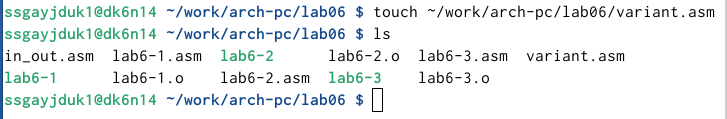 ssgayjduk1@dk6n14 ~/work/arch-pc/lab06 $ touch ~/work/arch-pc/lab06/variant.asm
ssgayjduk1@dk6n14 ~/work/arch-pc/lab06 $ ls
in_out.asm  lab6-1.asm  lab6-2      lab6-2.o  lab6-3.asm  variant.asm
lab6-1      lab6-1.o    lab6-2.asm  lab6-3    lab6-3.o
ssgayjduk1@dk6n14 ~/work/arch-pc/lab06 $